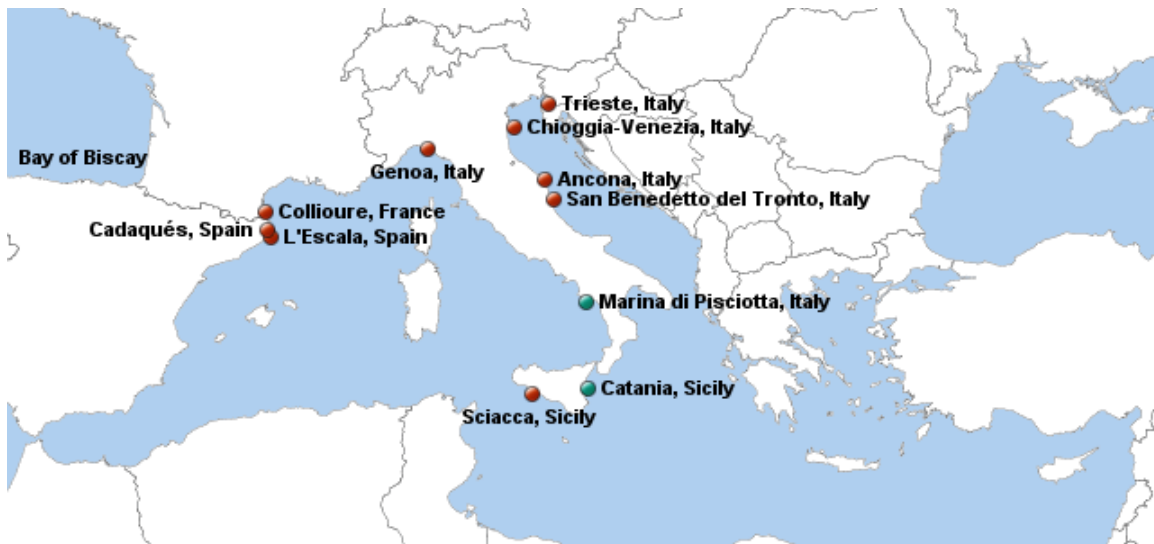 Trieste, Italy
Chioggia-Venezia, Italy
Bay of Biscay
Genoa, Italy
Ancona, Italy
San Benedetto del Tronto, Italy
Collioure, France
Cadaqués, Spain
L'Escala, Spain
Marina di Pisciotta, Italy
Catania, Sicily
Sciacca, Sicily